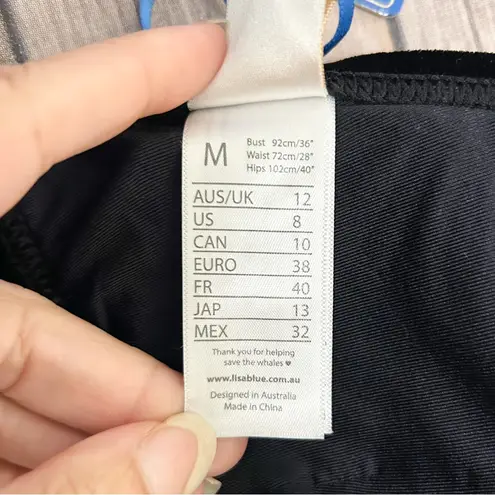 M
Bust 92cm/36"
Waist 72cm/28"
Hips 102cm/40"
AUS/UK 12
US 8
CAN 10
EURO 38
FR 40
JAP 13
MEX 32
Thank you for helping
save the whales ♥
www.lisablue.com.au
Designed in Australia
Made in China